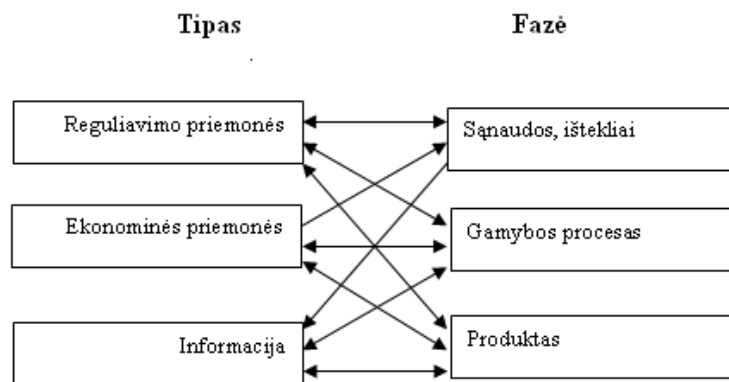 Tipas Fazė
Reguliavimo priemonės Sąnaudos, ištekliai
Ekonominės priemonės Gamybos procesas
Informacija Produktas